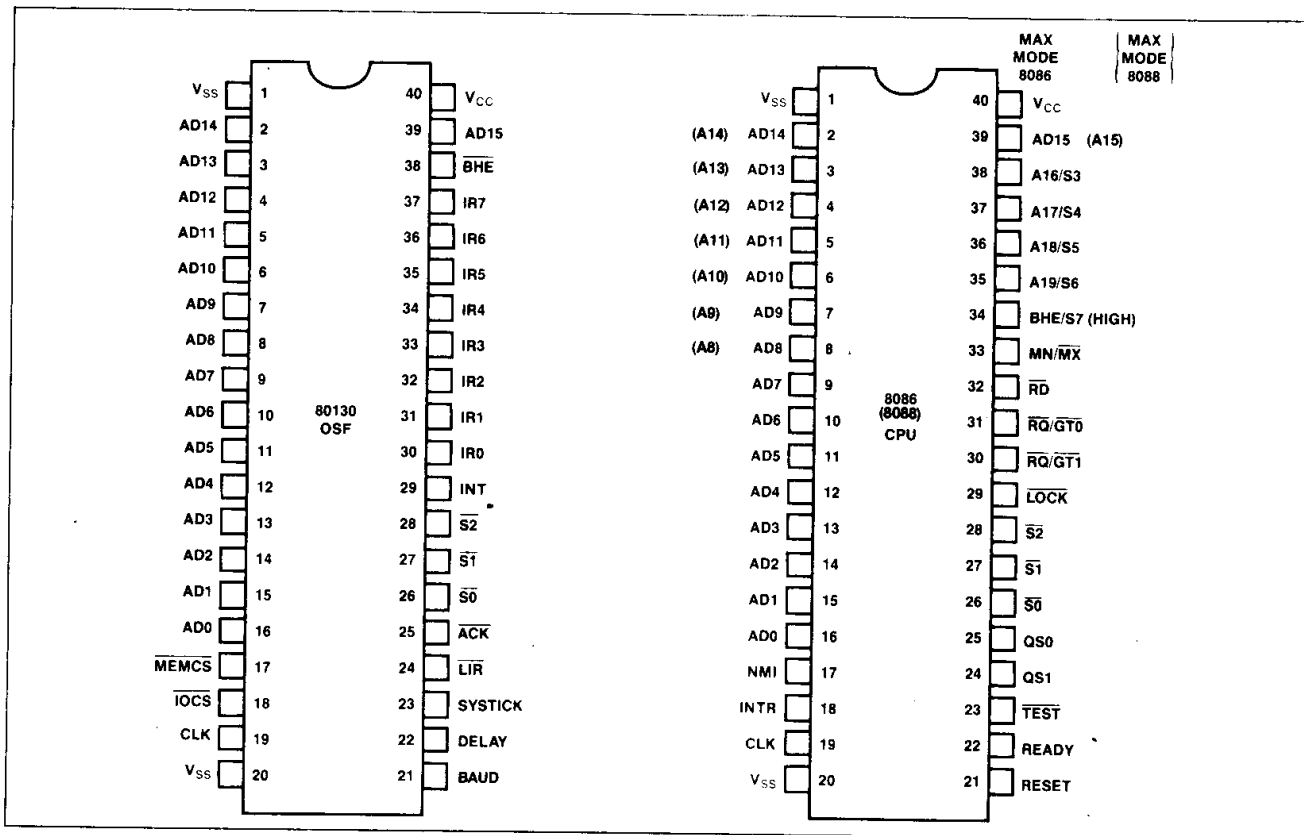 VSS 1 40 VCC
AD14 2 39 AD15
AD13 3 38 BHE
AD12 4 37 IR7
AD11 5 36 IR6
AD10 6 35 IR5
AD9 7 34 IR4
AD8 8 33 IR3
AD7 9 32 IR2
AD6 10 31 IR1
AD5 11 30 IR0
AD4 12 29 INT
AD3 13 28 S2
AD2 14 27 S1
AD1 15 26 S0
AD0 16 25 ACK
MEMCS 17 24 LIR
IOCS 18 23 SYSTICK
CLK 19 22 DELAY
VSS 20 21 BAUD
80130
OSF
MAX
MODE
8086
MAX
MODE
8088
VSS 1 40 VCC
(A14) AD14 2 39 AD15 (A15)
(A13) AD13 3 38 A16/S3
(A12) AD12 4 37 A17/S4
(A11) AD11 5 36 A18/S5
(A10) AD10 6 35 A19/S6
(A9) AD9 7 34 BHE/S7 (HIGH)
(A8) AD8 8 33 MN/MX
AD7 9 32 RD
AD6 10 31 RQ/GT0
AD5 11 30 RQ/GT1
AD4 12 29 LOCK
AD3 13 28 S2
AD2 14 27 S1
AD1 15 26 S0
AD0 16 25 QS0
NMI 17 24 QS1
INTR 18 23 TEST
CLK 19 22 READY
VSS 20 21 RESET
8086
(8088)
CPU